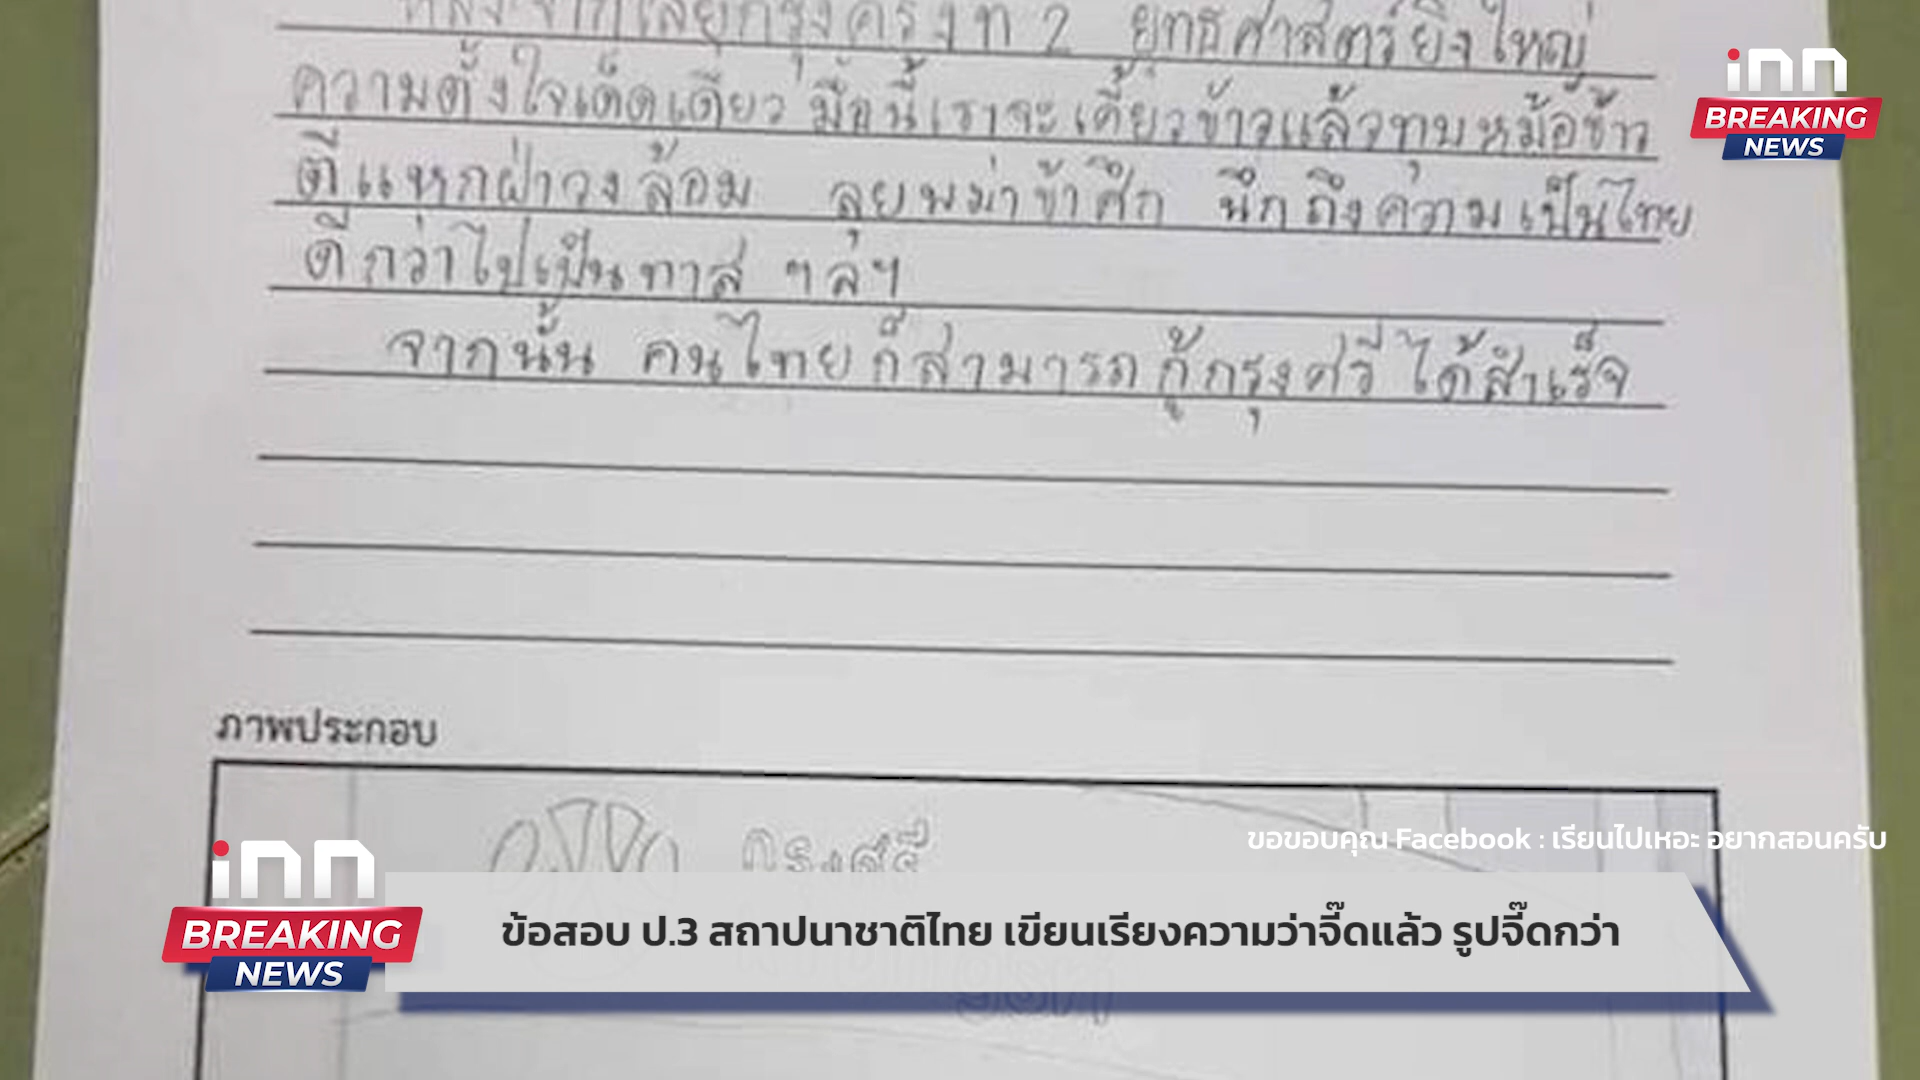 หลังจากเสียกรุงครั้งที่ 2 ยุทธศาสตร์ยิ่งใหญ่
ความตั้งใจเด็ดเดี่ยว มื้อนี้เราจะเคี้ยวข้าวแล้วทุบหม้อข้าว
ตีแหกฝ่าวงล้อม ลุยพม่าข้าศึก นึกถึงความเป็นไทย
ดีกว่าไปเป็นทาส ฯลฯ
จากนั้น คนไทยก็สามารถกู้กรุงศรีได้สำเร็จ
ภาพประกอบ
กรุงศรี
inn
BREAKING
NEWS
ขอขอบคุณ Facebook : เรียนไปเหอะ อยากสอนครับ
inn
BREAKING
NEWS
ข้อสอบ ป.3 สถาปนาชาติไทย เขียนเรียงความว่าจี๊ดแล้ว รูปจี๊ดกว่า